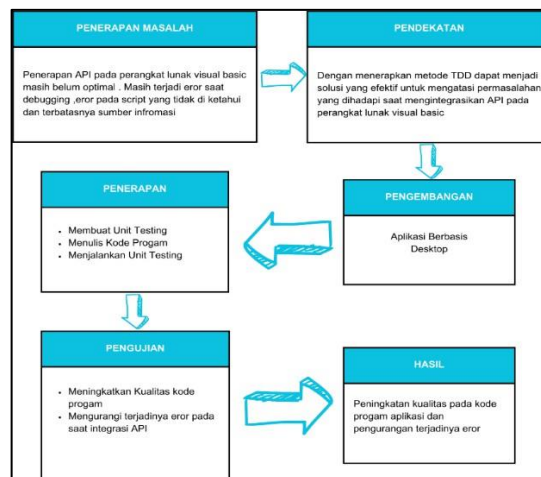 PENERAPAN MASALAH
Penerapan API pada perangkat lunak visual basic
masih belum optimal . Masih terjadi eror saat
debugging ,eror pada script yang tidak di ketahui
dan terbatasnya sumber infromasi
PENDEKATAN
Dengan menerapkan metode TDD dapat menjadi
solusi yang efektif untuk mengatasi permasalahan
yang dihadapi saat mengintegrasikan API pada
perangkat lunak visual basic
PENGEMBANGAN
Aplikasi Berbasis
Desktop
PENERAPAN
• Membuat Unit Testing
• Menulis Kode Progam
• Menjalankan Unit Testing
PENGUJIAN
• Meningkatkan Kualitas kode
progam
• Mengurangi terjadinya eror pada
saat integrasi API
HASIL
Peningkatan kualitas pada kode
progam aplikasi dan
pengurangan terjadinya eror